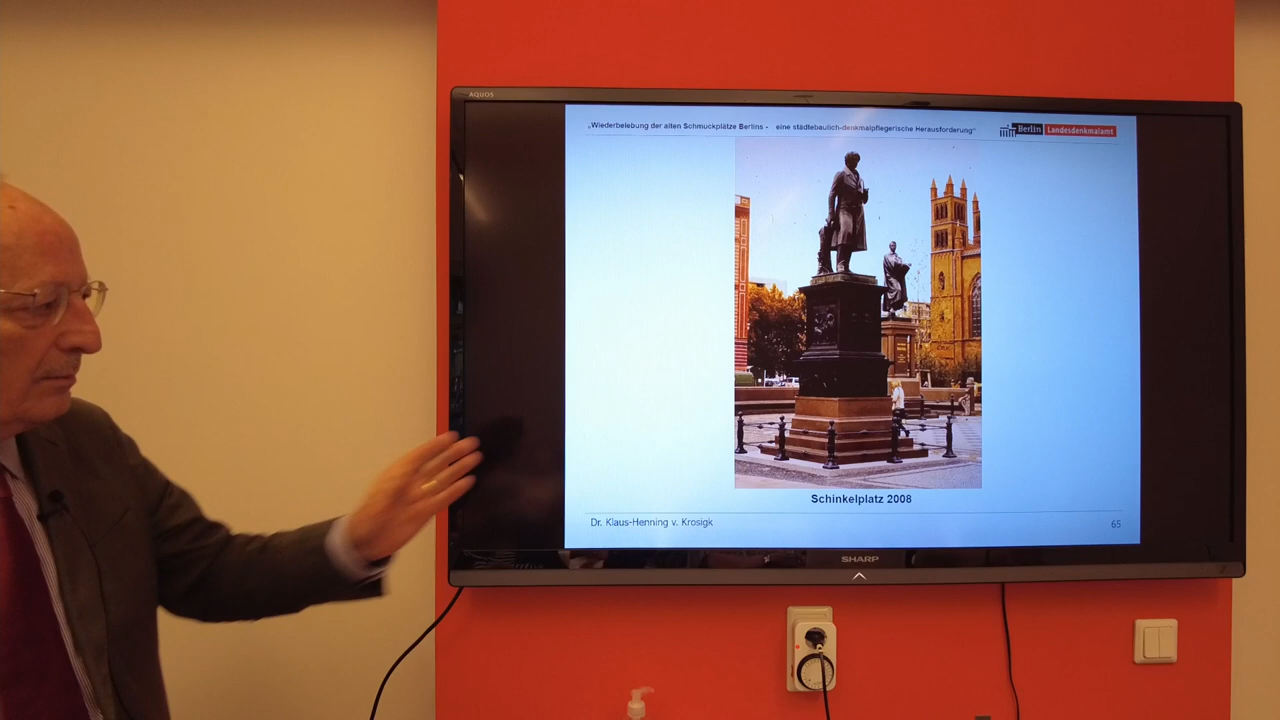 AQUOS
„Wiederbelebung der alten Schmuckplätze Berlins - eine städtebaulich-denkmalpflegerische Herausforderung“
Berlin Landesdenkmalamt
Schinkelplatz 2008
Dr. Klaus-Henning v. Krosigk
65
SHARP